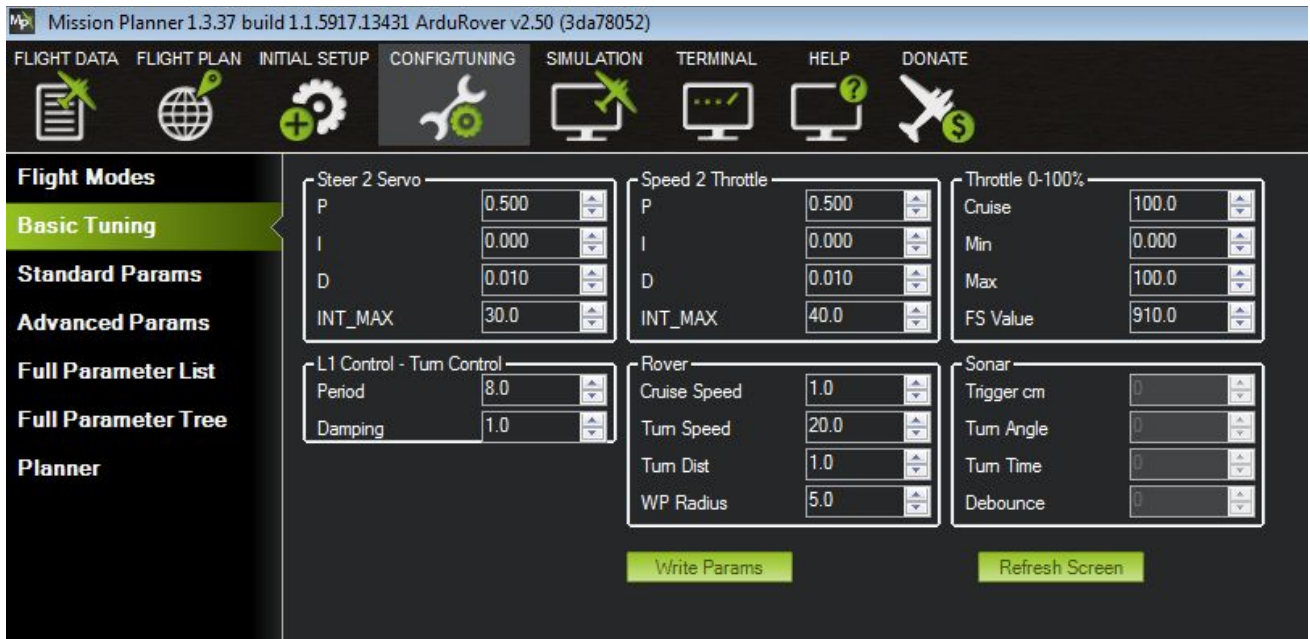 Mission Planner 1.3.37 build 1.1.5917.13431 ArduRover v2.50 (3da78052)
FLIGHT DATA FLIGHT PLAN INITIAL SETUP CONFIG/TUNING SIMULATION TERMINAL HELP DONATE
Flight Modes
Basic Tuning
Standard Params
Advanced Params
Full Parameter List
Full Parameter Tree
Planner
Steer 2 Servo
P 0.500
I 0.000
D 0.010
INT_MAX 30.0
Speed 2 Throttle
P 0.500
I 0.000
D 0.010
INT_MAX 40.0
Throttle 0-100%
Cruise 100.0
Min 0.000
Max 100.0
FS Value 910.0
L1 Control - Turn Control
Period 8.0
Damping 1.0
Rover
Cruise Speed 1.0
Turn Speed 20.0
Turn Dist 1.0
WP Radius 5.0
Sonar
Trigger cm 0
Turn Angle 0
Turn Time 0
Debounce 0
Write Params
Refresh Screen